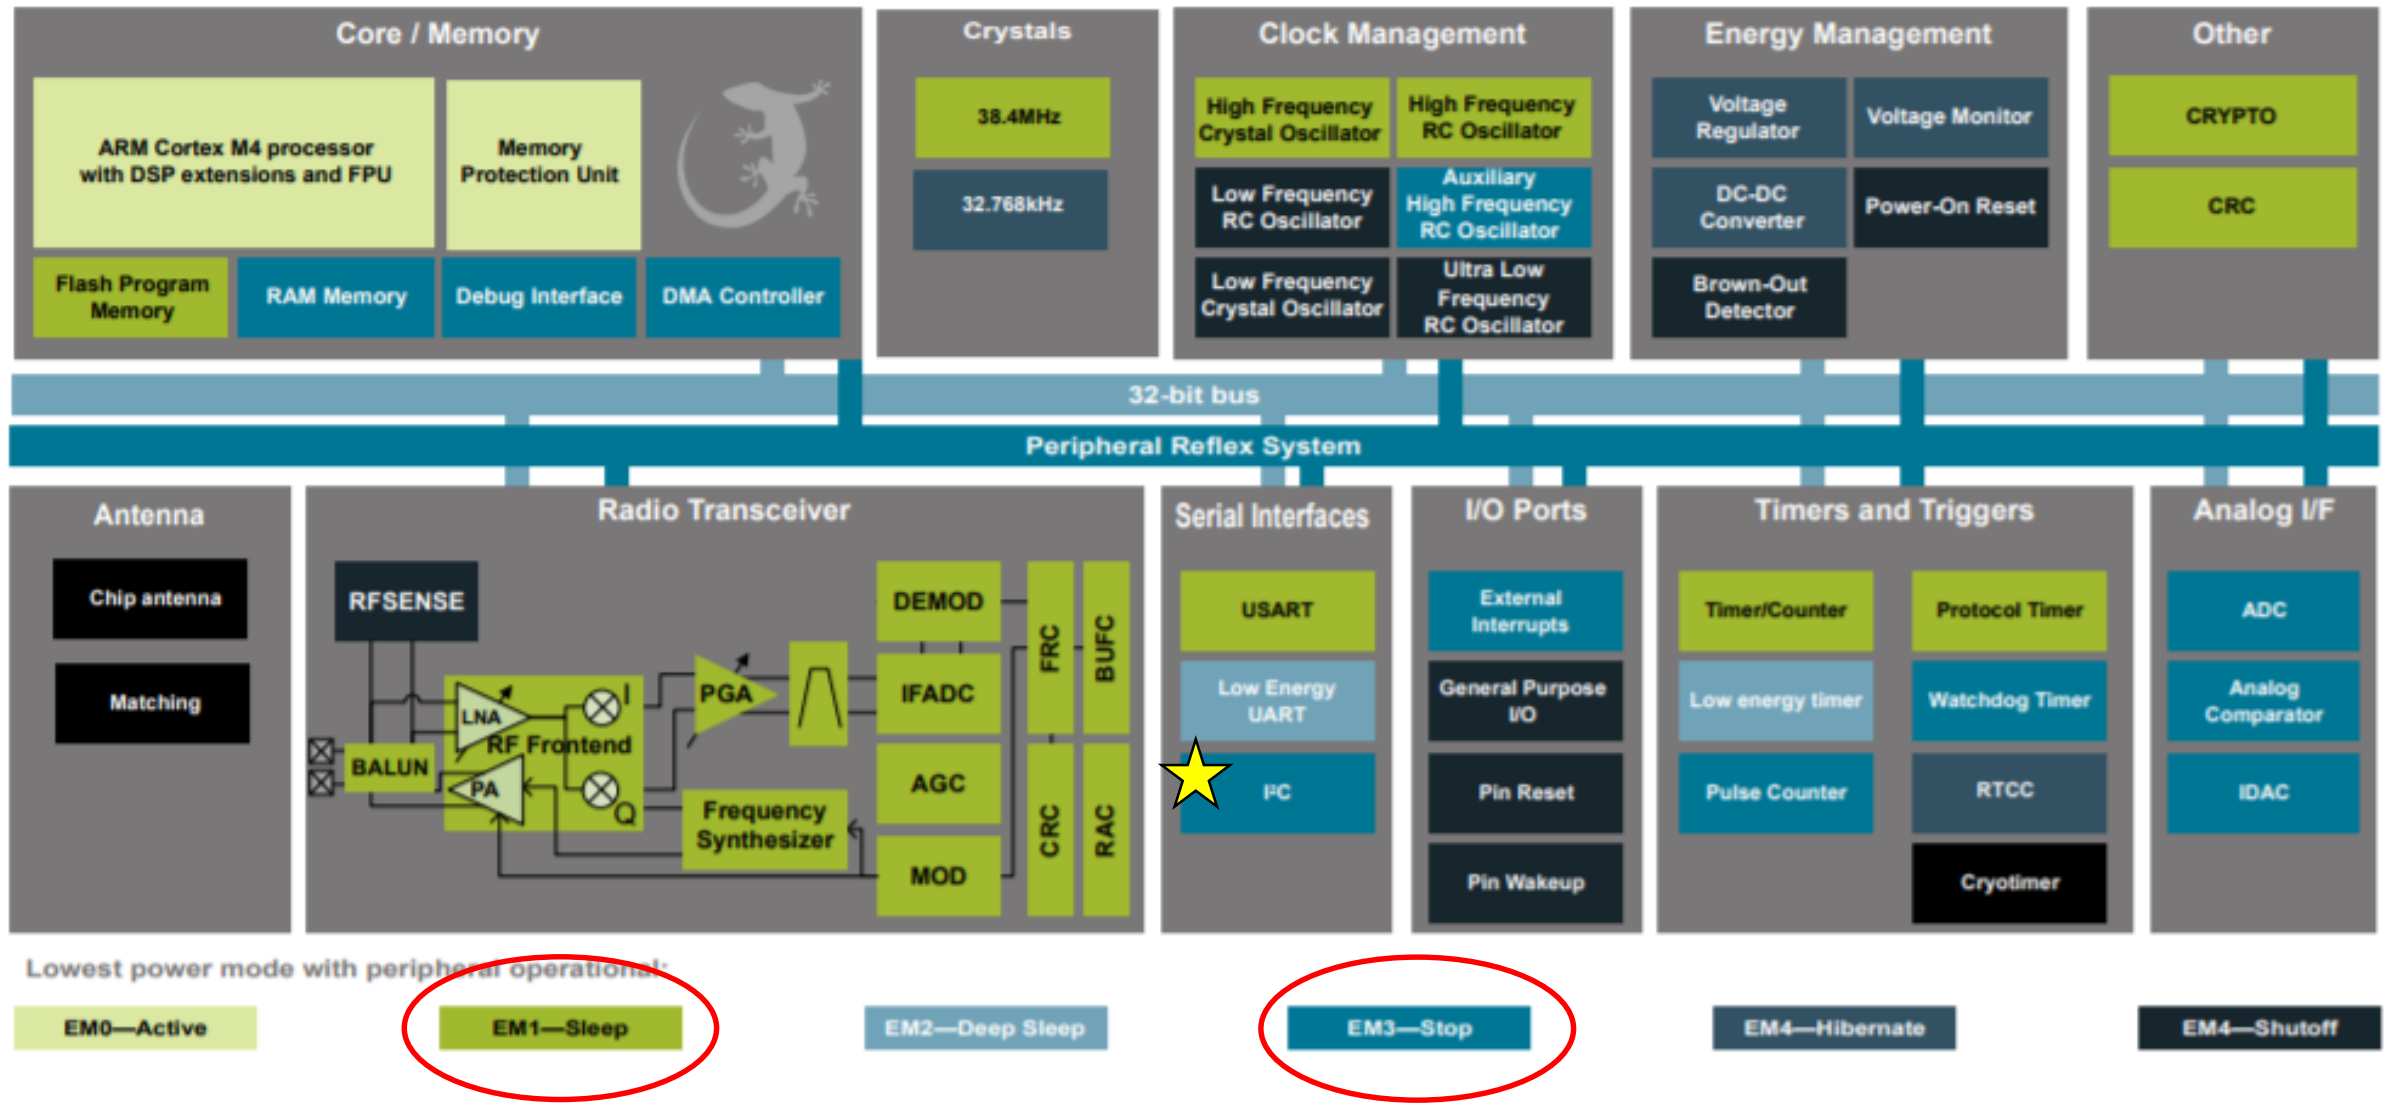 Core / Memory
ARM Cortex M4 processor
with DSP extensions and FPU
Memory
Protection Unit
Flash Program
Memory
RAM Memory
Debug Interface
DMA Controller
Crystals
38.4MHz
32.768kHz
Clock Management
High Frequency
Crystal Oscillator
High Frequency
RC Oscillator
Low Frequency
RC Oscillator
Auxiliary
High Frequency
RC Oscillator
Low Frequency
Crystal Oscillator
Ultra Low
Frequency
RC Oscillator
Energy Management
Voltage
Regulator
Voltage Monitor
DC-DC
Converter
Power-On Reset
Brown-Out
Detector
Other
CRYPTO
CRC
32-bit bus
Peripheral Reflex System
Antenna
Chip antenna
Matching
Radio Transceiver
RFSENSE
LNA
I
RF Frontend
BALUN
PA
Q
PGA
Frequency
Synthesizer
DEMOD
IFADC
AGC
MOD
FRC
BUFC
CRC
RAC
Serial Interfaces
USART
Low Energy
UART
I²C
I/O Ports
External
Interrupts
General Purpose
I/O
Pin Reset
Pin Wakeup
Timers and Triggers
Timer/Counter
Protocol Timer
Low energy timer
Watchdog Timer
Pulse Counter
RTCC
Cryotimer
Analog I/F
ADC
Analog
Comparator
IDAC
Lowest power mode with peripheral operational:
EM0—Active
EM1—Sleep
EM2—Deep Sleep
EM3—Stop
EM4—Hibernate
EM4—Shutoff